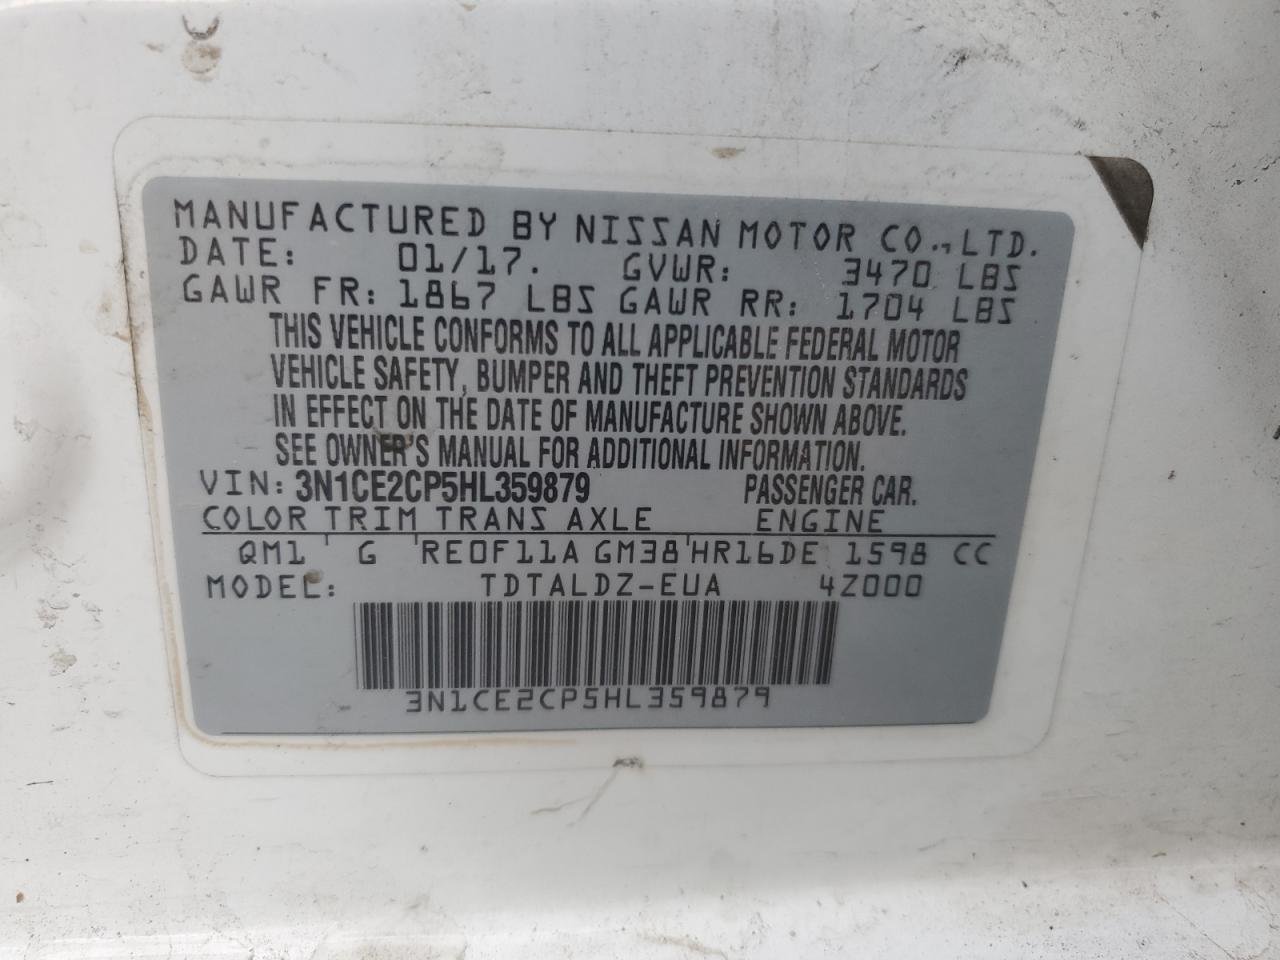 MANUFACTURED BY NISSAN MOTOR CO., LTD.
DATE: 01/17. GVWR: 3470 LBS
GAWR FR: 1867 LBS GAWR RR: 1704 LBS
THIS VEHICLE CONFORMS TO ALL APPLICABLE FEDERAL MOTOR
VEHICLE SAFETY, BUMPER AND THEFT PREVENTION STANDARDS
IN EFFECT ON THE DATE OF MANUFACTURE SHOWN ABOVE.
SEE OWNER'S MANUAL FOR ADDITIONAL INFORMATION.
VIN: 3N1CE2CP5HL359879 PASSENGER CAR.
COLOR TRIM TRANS AXLE ENGINE
QM1 G RE0F11A GM38 HR16DE 1598 CC
MODEL: TDTALDZ-EUA 4Z000
3N1CE2CP5HL359879